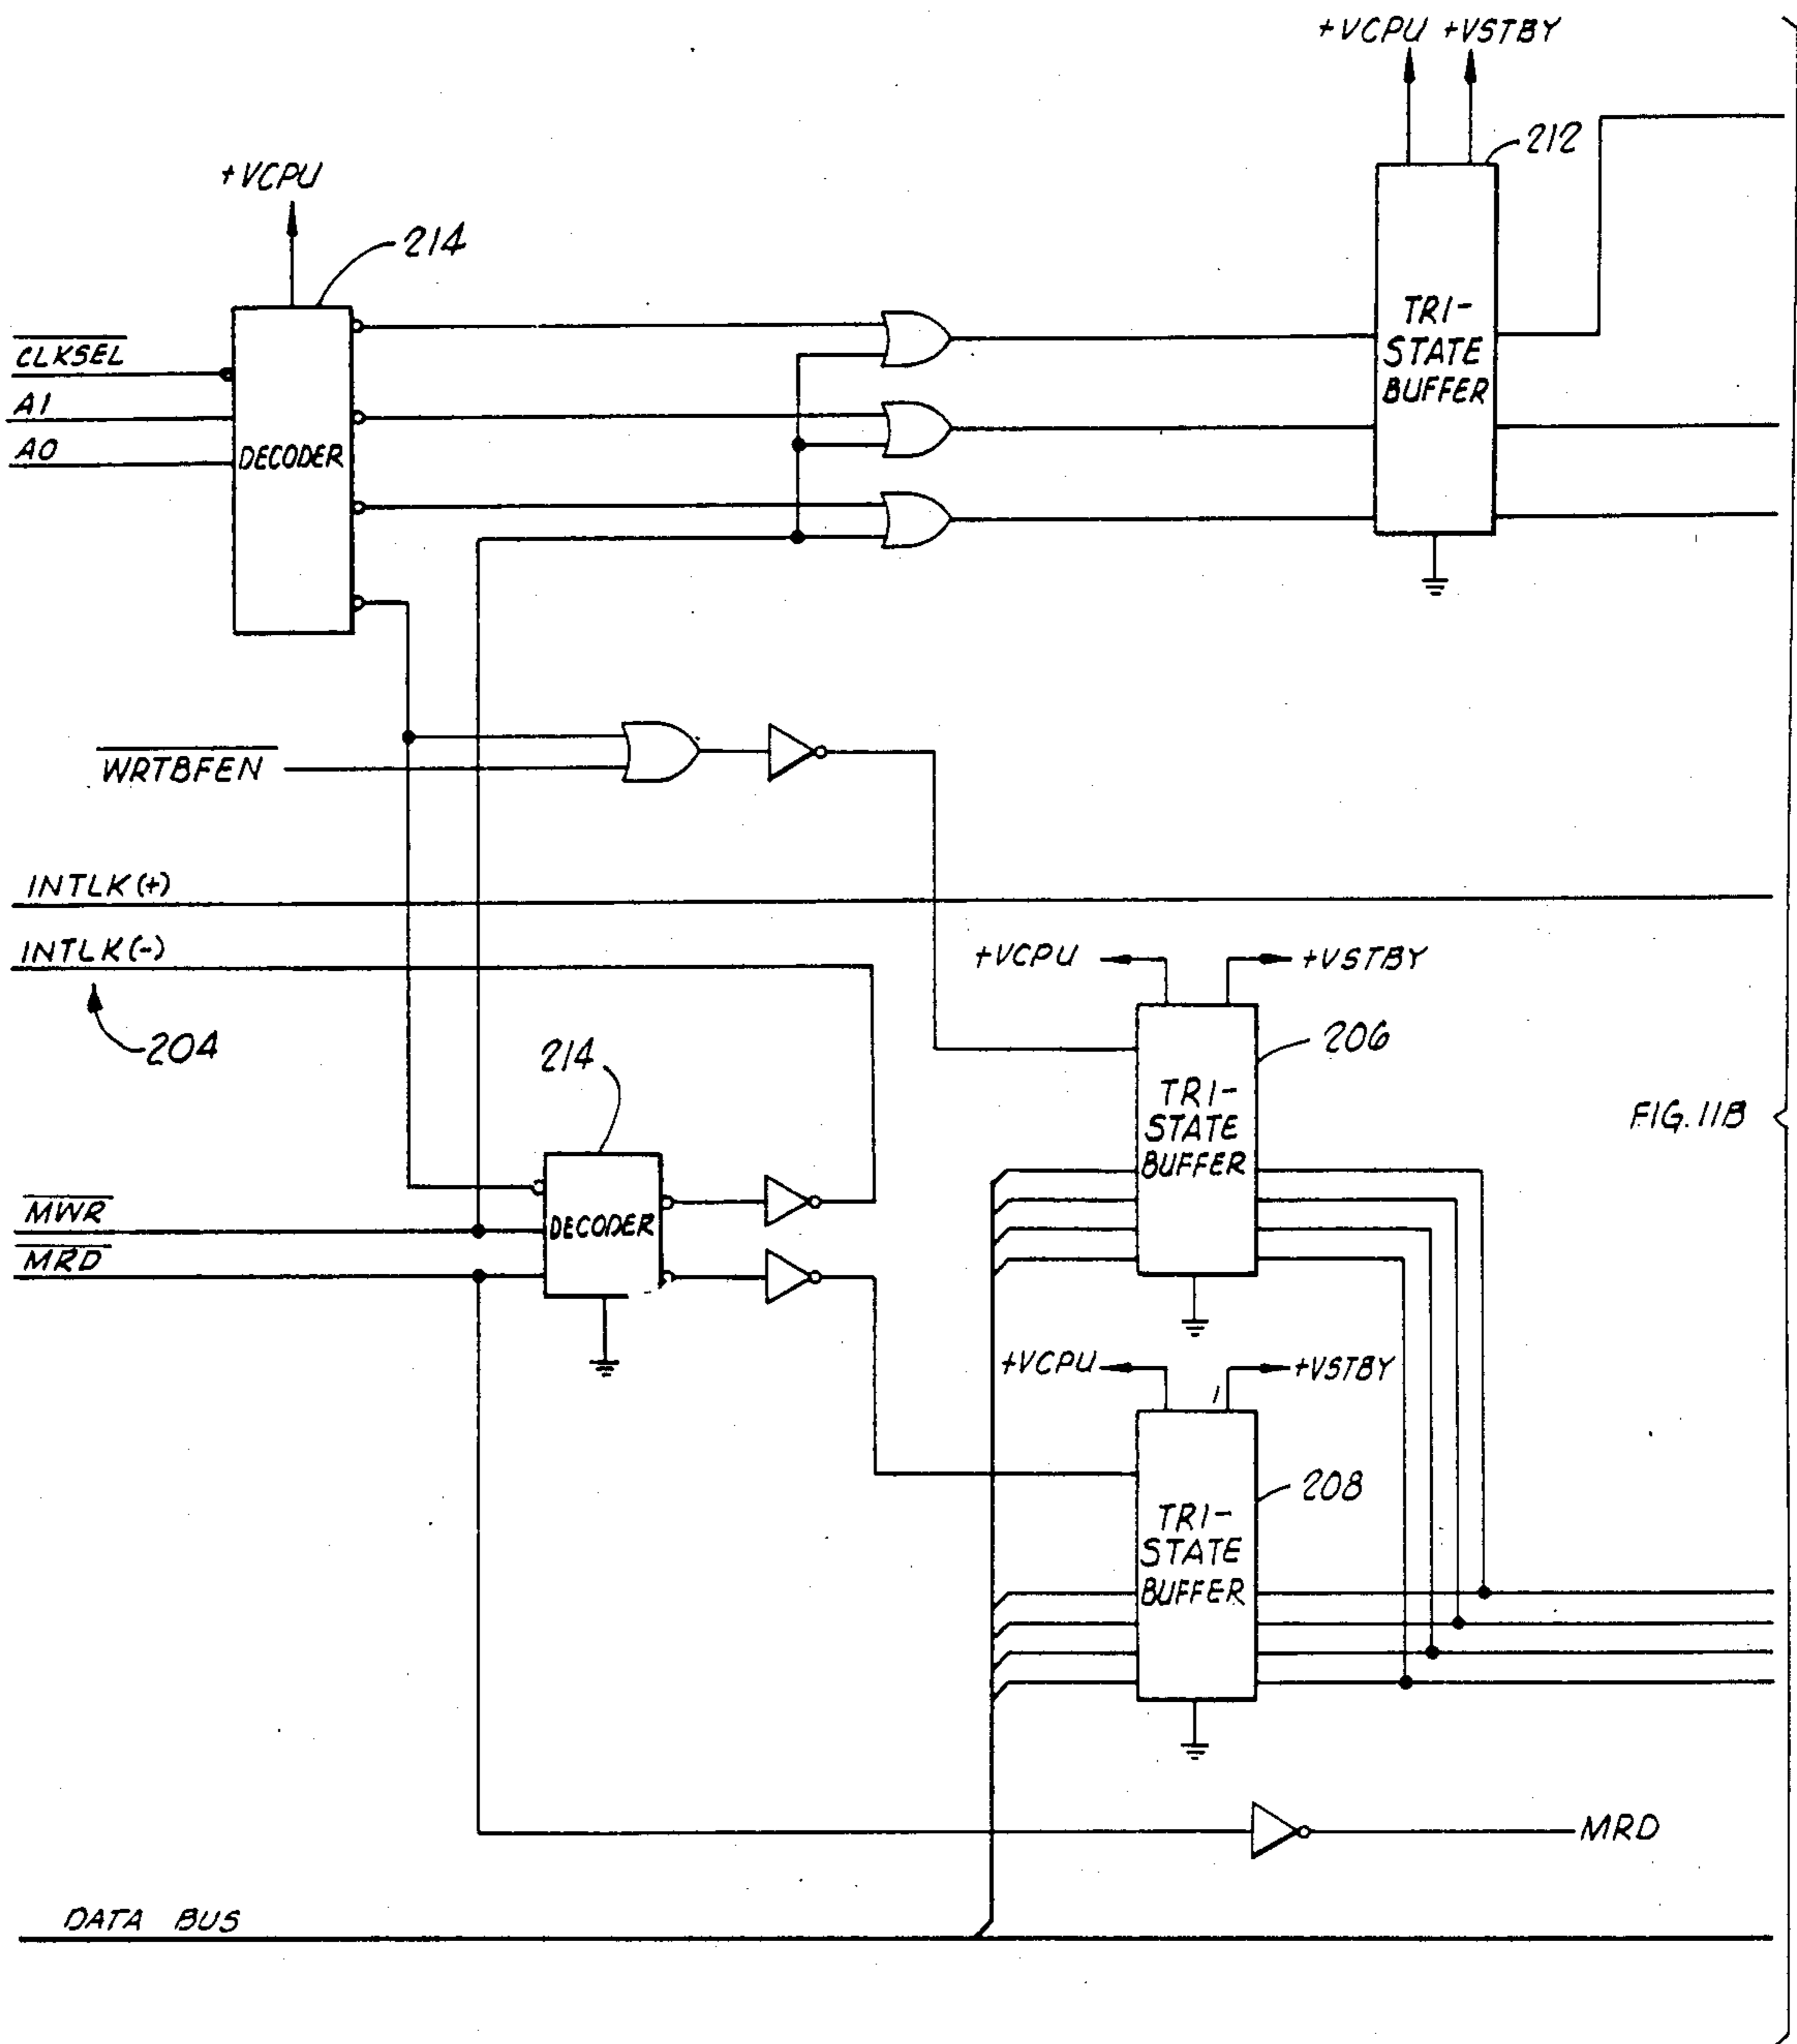 +VCPU +VSTBY
212
+VCPU
214
CLKSEL
A1
A0
DECODER
TRI-
STATE
BUFFER
WRTBFEN
INTLK(+)
INTLK(-)
204
+VCPU
+VSTBY
206
214
TRI-
STATE
BUFFER
FIG. 11B
MWR
DECODER
MRD
+VCPU
+VSTBY
208
TRI-
STATE
BUFFER
MRD
DATA BUS